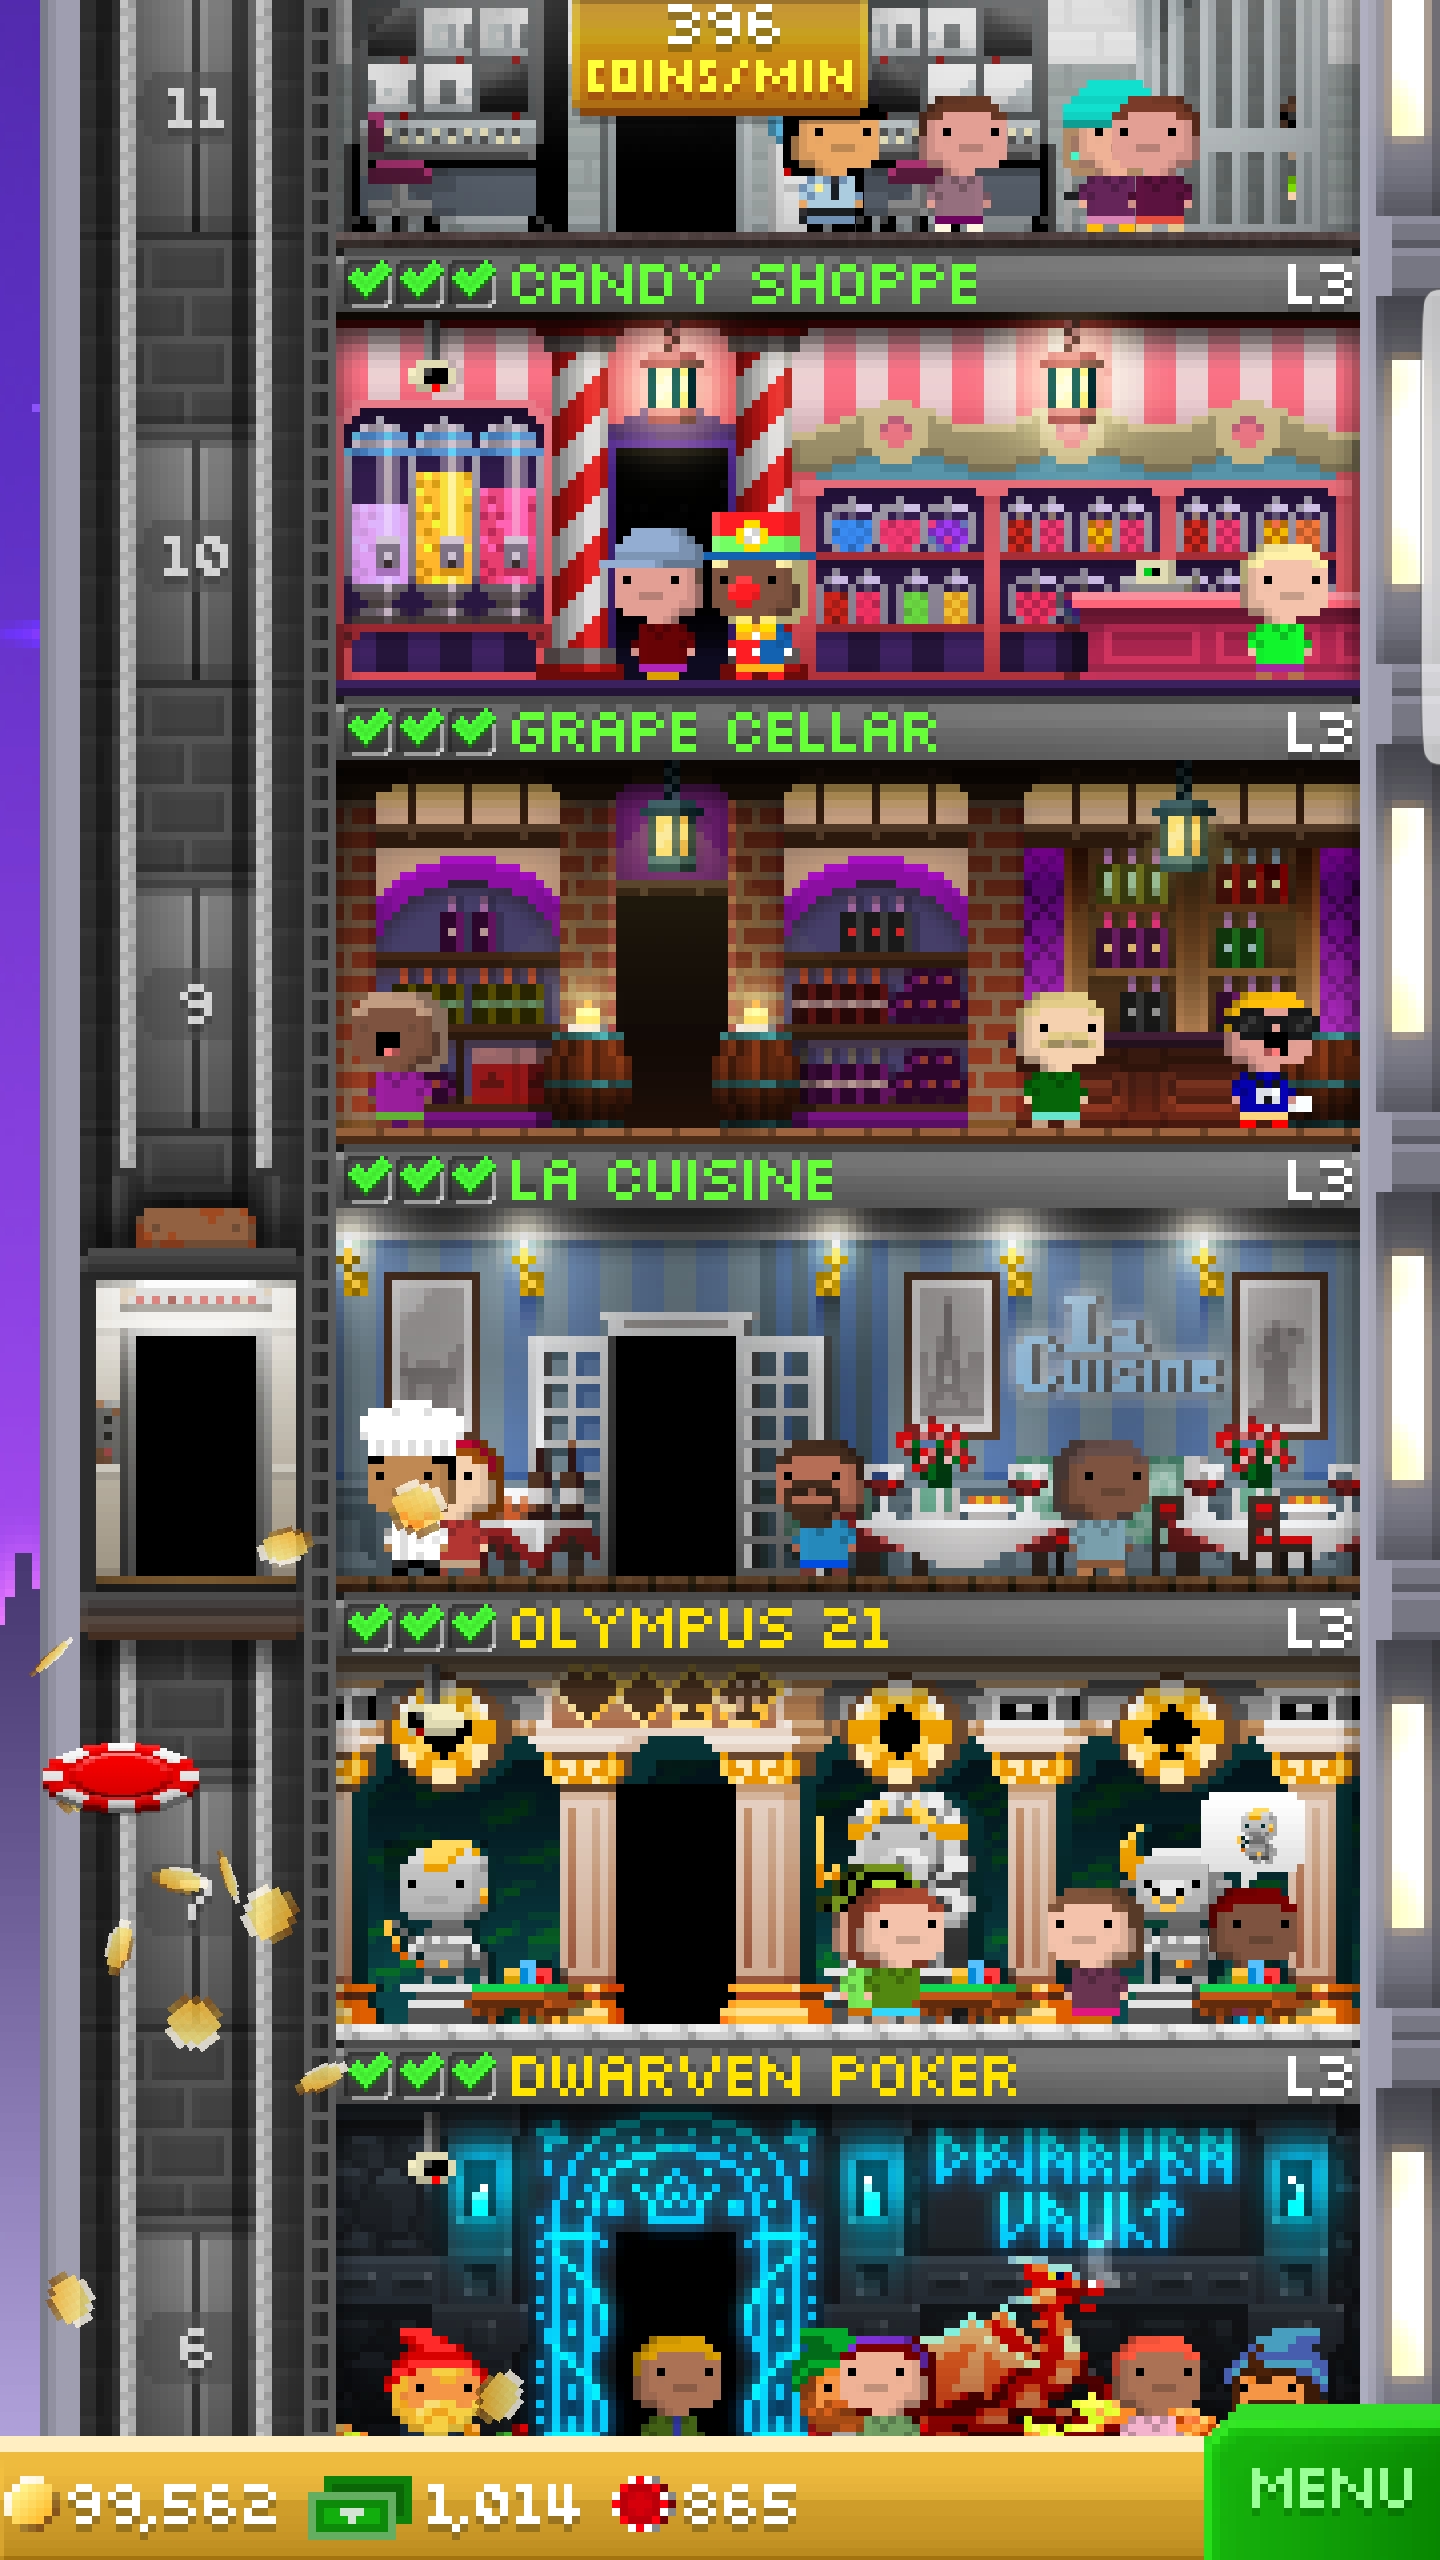 396
COINS/MIN
11
CANDY SHOPPE L3
10
GRAPE CELLAR L3
9
LA CUISINE L3
La
Cuisine
OLYMPUS 21 L3
DWARVEN POKER L3
DWARVEN
VAULT
6
99,562 1,014 865
MENU